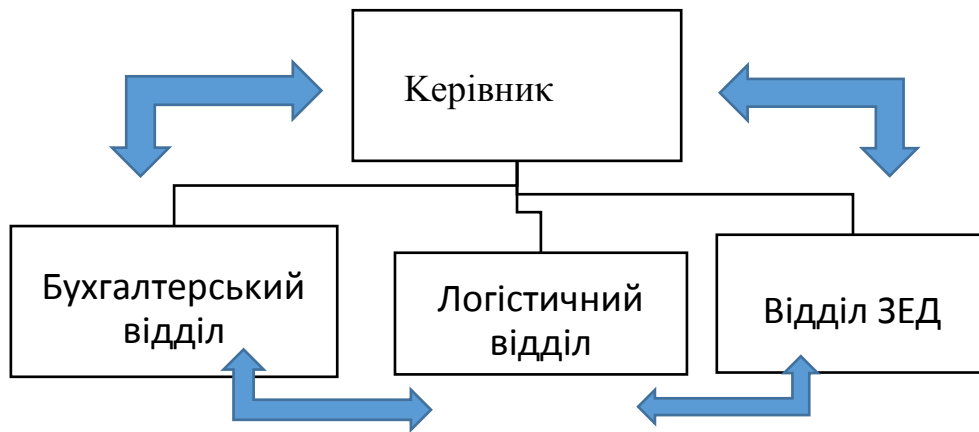 Керівник
Бухгалтерський
відділ
Логістичний
відділ
Відділ ЗЕД